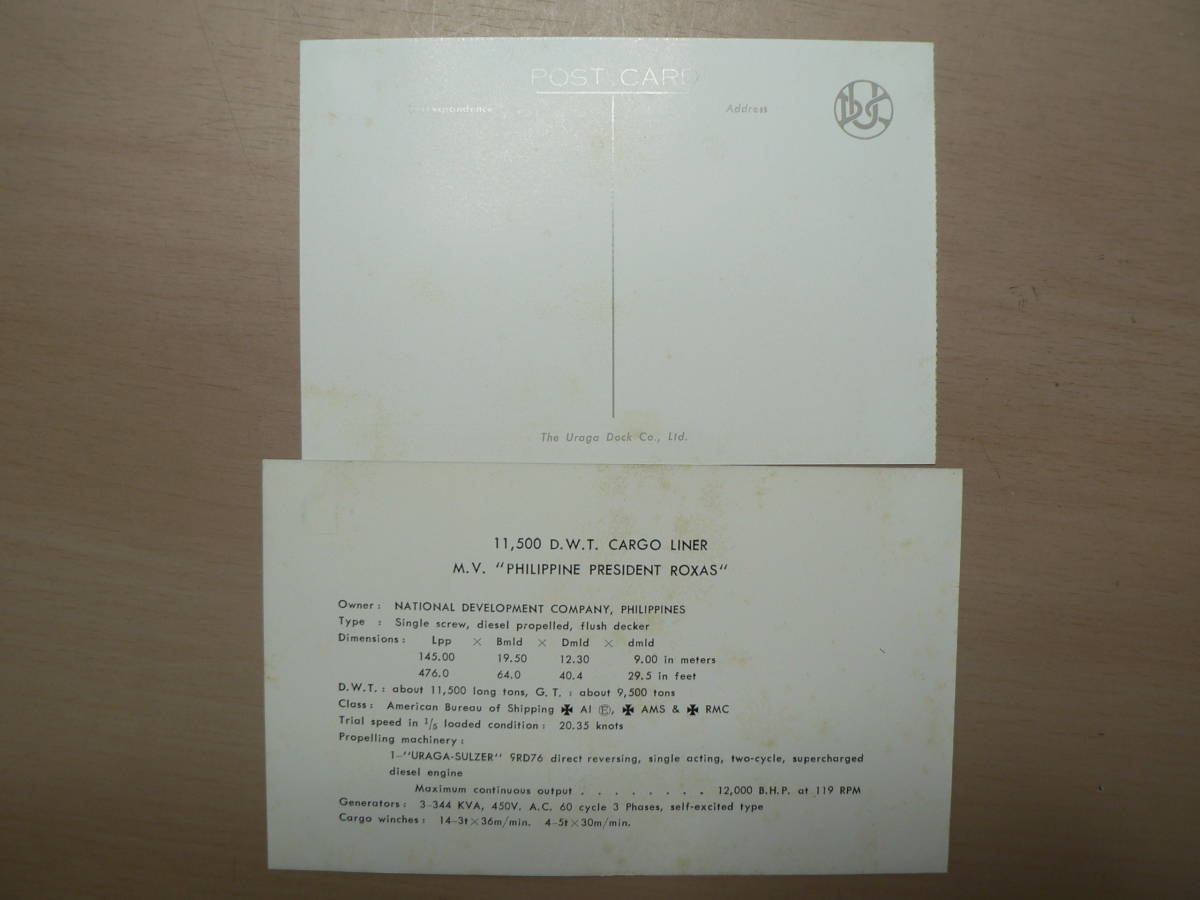 POST CARD
Correspondence Address
The Uraga Dock Co., Ltd.
11,500 D.W.T. CARGO LINER
M.V. "PHILIPPINE PRESIDENT ROXAS"
Owner : NATIONAL DEVELOPMENT COMPANY, PHILIPPINES
Type : Single screw, diesel propelled, flush decker
Dimensions : Lpp × Bmld × Dmld × dmld
145.00 19.50 12.30 9.00 in meters
476.0 64.0 40.4 29.5 in feet
D.W.T. : about 11,500 long tons, G. T. : about 9,500 tons
Class : American Bureau of Shipping ✠ AI Ⓔ, ✠ AMS & ✠ RMC
Trial speed in 1/5 loaded condition : 20.35 knots
Propelling machinery :
1-"URAGA-SULZER" 9RD76 direct reversing, single acting, two-cycle, supercharged
diesel engine
Maximum continuous output . . . . . . . . 12,000 B.H.P. at 119 RPM
Generators : 3-344 KVA, 450V. A.C. 60 cycle 3 Phases, self-excited type
Cargo winches : 14-3t×36m/min. 4-5t×30m/min.